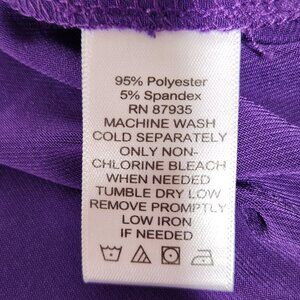 95% Polyester
5% Spandex
RN 87935
MACHINE WASH
COLD SEPARATELY
ONLY NON-
CHLORINE BLEACH
WHEN NEEDED
TUMBLE DRY LOW
REMOVE PROMPTLY
LOW IRON
IF NEEDED